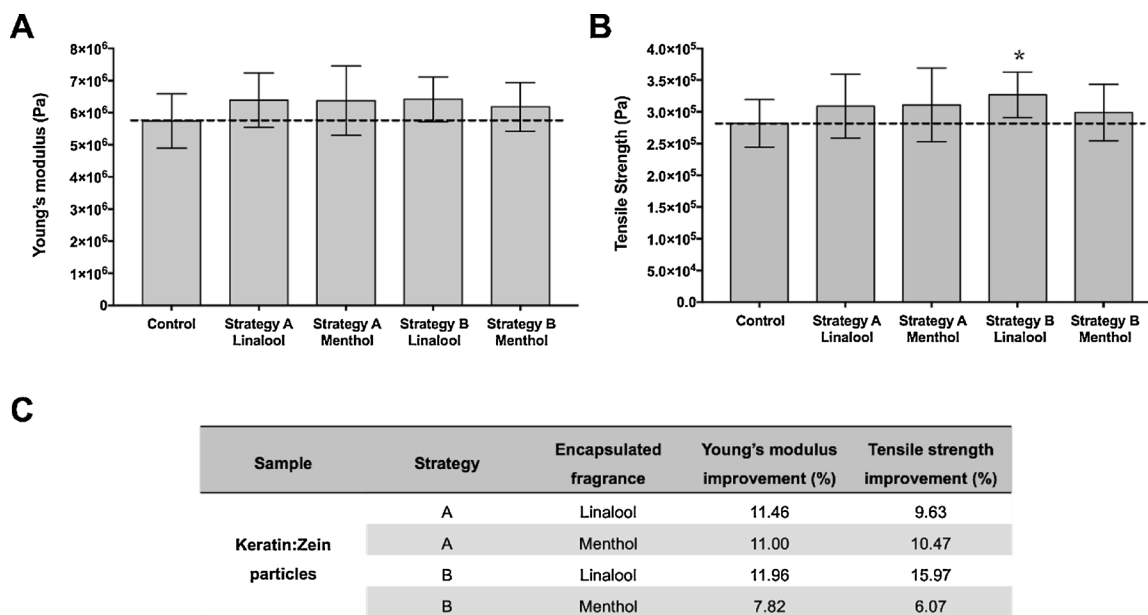 A
Young's modulus (Pa)
8×10⁶
7×10⁶
6×10⁶
5×10⁶
4×10⁶
3×10⁶
2×10⁶
1×10⁶
0
Control
Strategy A
Linalool
Strategy A
Menthol
Strategy B
Linalool
Strategy B
Menthol
B
Tensile Strength (Pa)
4.0×10⁵
3.5×10⁵
3.0×10⁵
2.5×10⁵
2.0×10⁵
1.5×10⁵
1.0×10⁵
5.0×10⁴
0.0
*
Control
Strategy A
Linalool
Strategy A
Menthol
Strategy B
Linalool
Strategy B
Menthol
C
Sample Strategy Encapsulated fragrance Young's modulus improvement (%) Tensile strength improvement (%)
Keratin:Zein particles
A Linalool 11.46 9.63
A Menthol 11.00 10.47
B Linalool 11.96 15.97
B Menthol 7.82 6.07